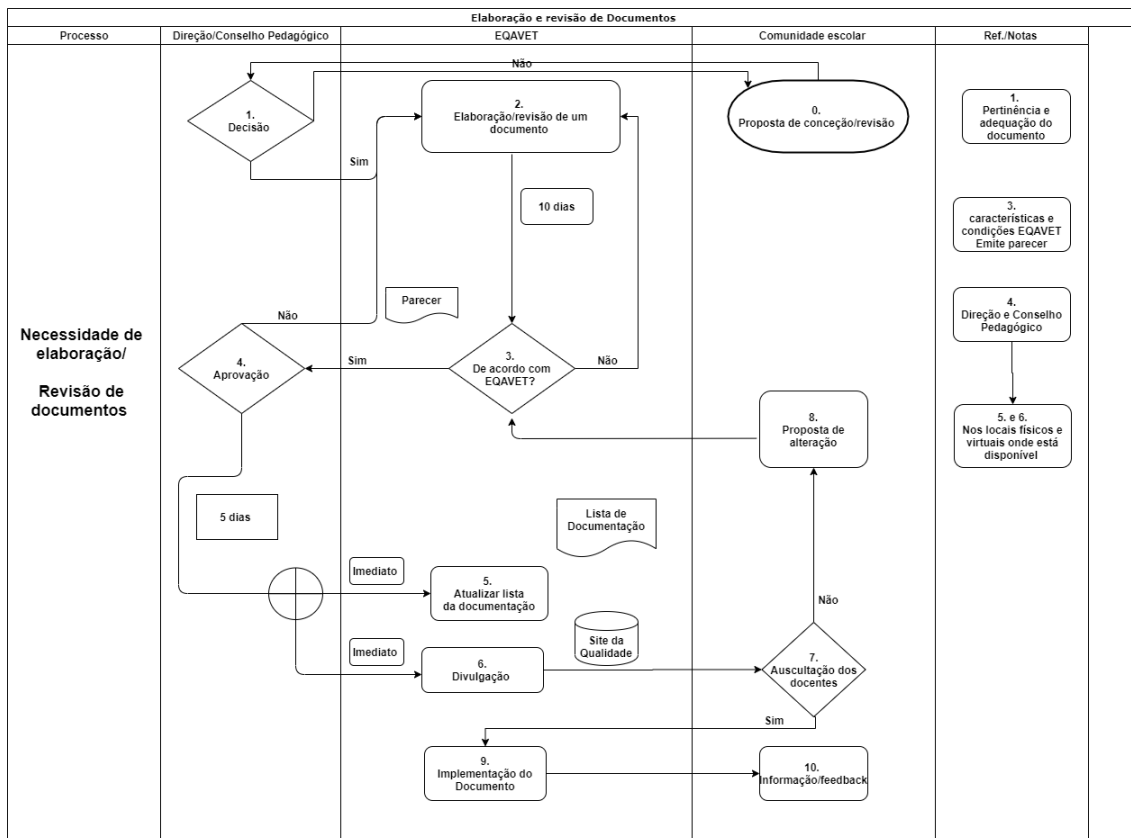 Elaboração e revisão de Documentos
Processo
Direção/Conselho Pedagógico
EQAVET
Comunidade escolar
Ref./Notas
Não
1.
Decisão
2.
Elaboração/revisão de um
documento
0.
Proposta de conceção/revisão
1.
Pertinência e
adequação do
documento
Sim
10 dias
3.
características e
condições EQAVET
Emite parecer
Parecer
Não
4.
Direção e Conselho
Pedagógico
Necessidade de
elaboração/
Revisão de
documentos
4.
Aprovação
Sim
3.
De acordo com
EQAVET?
Não
8.
Proposta de
alteração
5. e 6.
Nos locais físicos e
virtuais onde está
disponível
5 dias
Lista de
Documentação
Imediato
5.
Atualizar lista
da documentação
Não
Imediato
6.
Divulgação
Site da
Qualidade
7.
Auscultação dos
docentes
Sim
9.
Implementação do
Documento
10.
Informação/feedback